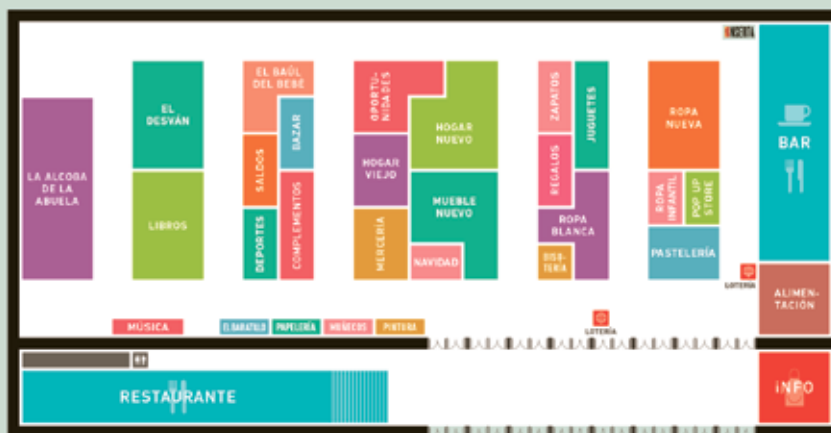 EL
DESVÁN
EL BAÚL
DEL BEBÉ
BAZAR
OPORTU-
NIDADES
HOGAR
NUEVO
ZAPATOS
JUGUETES
ROPA
NUEVA
BAR
LA ALCOBA
DE LA
ABUELA
LIBROS
SALDOS
DEPORTES
COMPLEMENTOS
HOGAR
VIEJO
MERCERÍA
MUEBLE
NUEVO
NAVIDAD
REGALOS
ROPA
BLANCA
BISU-
TERÍA
ROPA
INFANTIL
POP UP
STORE
PASTELERÍA
LOTERÍA
ALIMEN-
TACIÓN
MÚSICA
EL BARATILLO
PAPELERÍA
MUÑECOS
PINTURA
LOTERÍA
RESTAURANTE
INFO